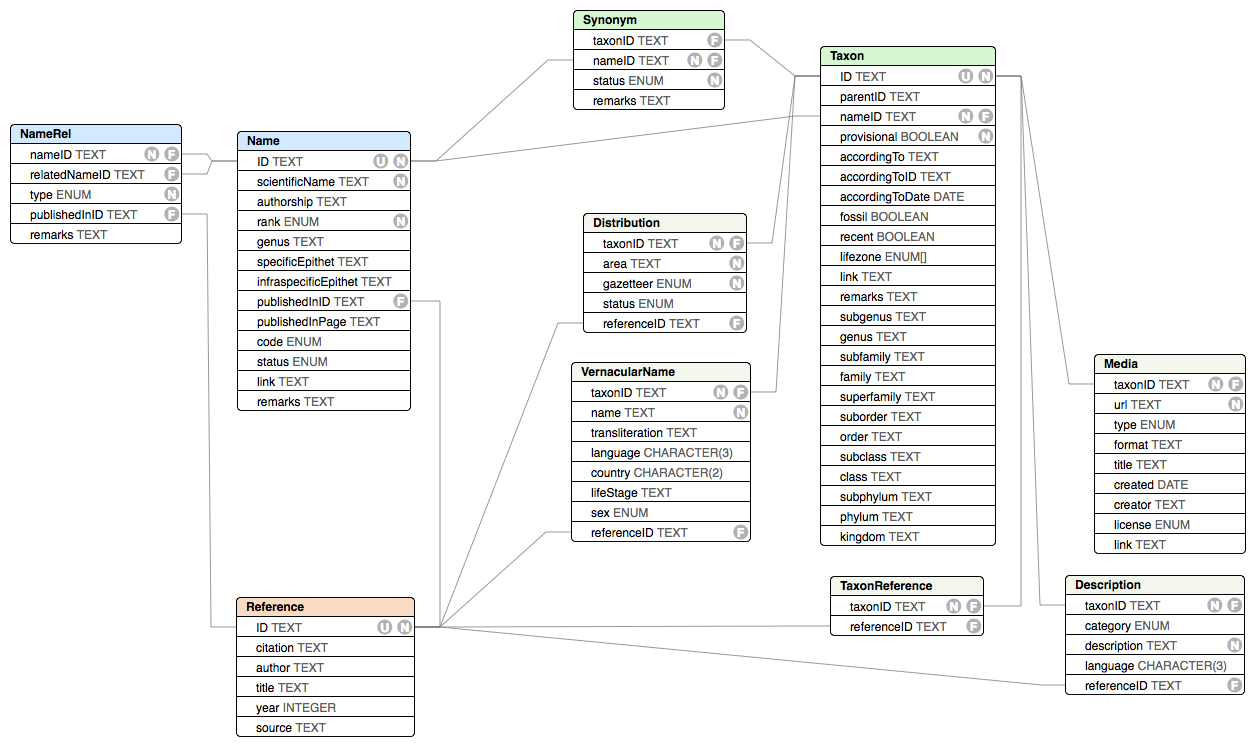 NameRel
nameID TEXT N F
relatedNameID TEXT F
type ENUM N
publishedInID TEXT F
remarks TEXT
Name
ID TEXT U N
scientificName TEXT N
authorship TEXT
rank ENUM N
genus TEXT
specificEpithet TEXT
infraspecificEpithet TEXT
publishedInID TEXT F
publishedInPage TEXT
code ENUM
status ENUM
link TEXT
remarks TEXT
Reference
ID TEXT U N
citation TEXT
author TEXT
title TEXT
year INTEGER
source TEXT
Synonym
taxonID TEXT F
nameID TEXT N F
status ENUM N
remarks TEXT
Distribution
taxonID TEXT N F
area TEXT N
gazetteer ENUM N
status ENUM
referenceID TEXT F
VernacularName
taxonID TEXT N F
name TEXT N
transliteration TEXT
language CHARACTER(3)
country CHARACTER(2)
lifeStage TEXT
sex ENUM
referenceID TEXT F
Taxon
ID TEXT U N
parentID TEXT
nameID TEXT N F
provisional BOOLEAN N
accordingTo TEXT
accordingToID TEXT
accordingToDate DATE
fossil BOOLEAN
recent BOOLEAN
lifezone ENUM[]
link TEXT
remarks TEXT
subgenus TEXT
genus TEXT
subfamily TEXT
family TEXT
superfamily TEXT
suborder TEXT
order TEXT
subclass TEXT
class TEXT
subphylum TEXT
phylum TEXT
kingdom TEXT
TaxonReference
taxonID TEXT N F
referenceID TEXT F
Media
taxonID TEXT N F
url TEXT N
type ENUM
format TEXT
title TEXT
created DATE
creator TEXT
license ENUM
link TEXT
Description
taxonID TEXT N F
category ENUM
description TEXT N
language CHARACTER(3)
referenceID TEXT F